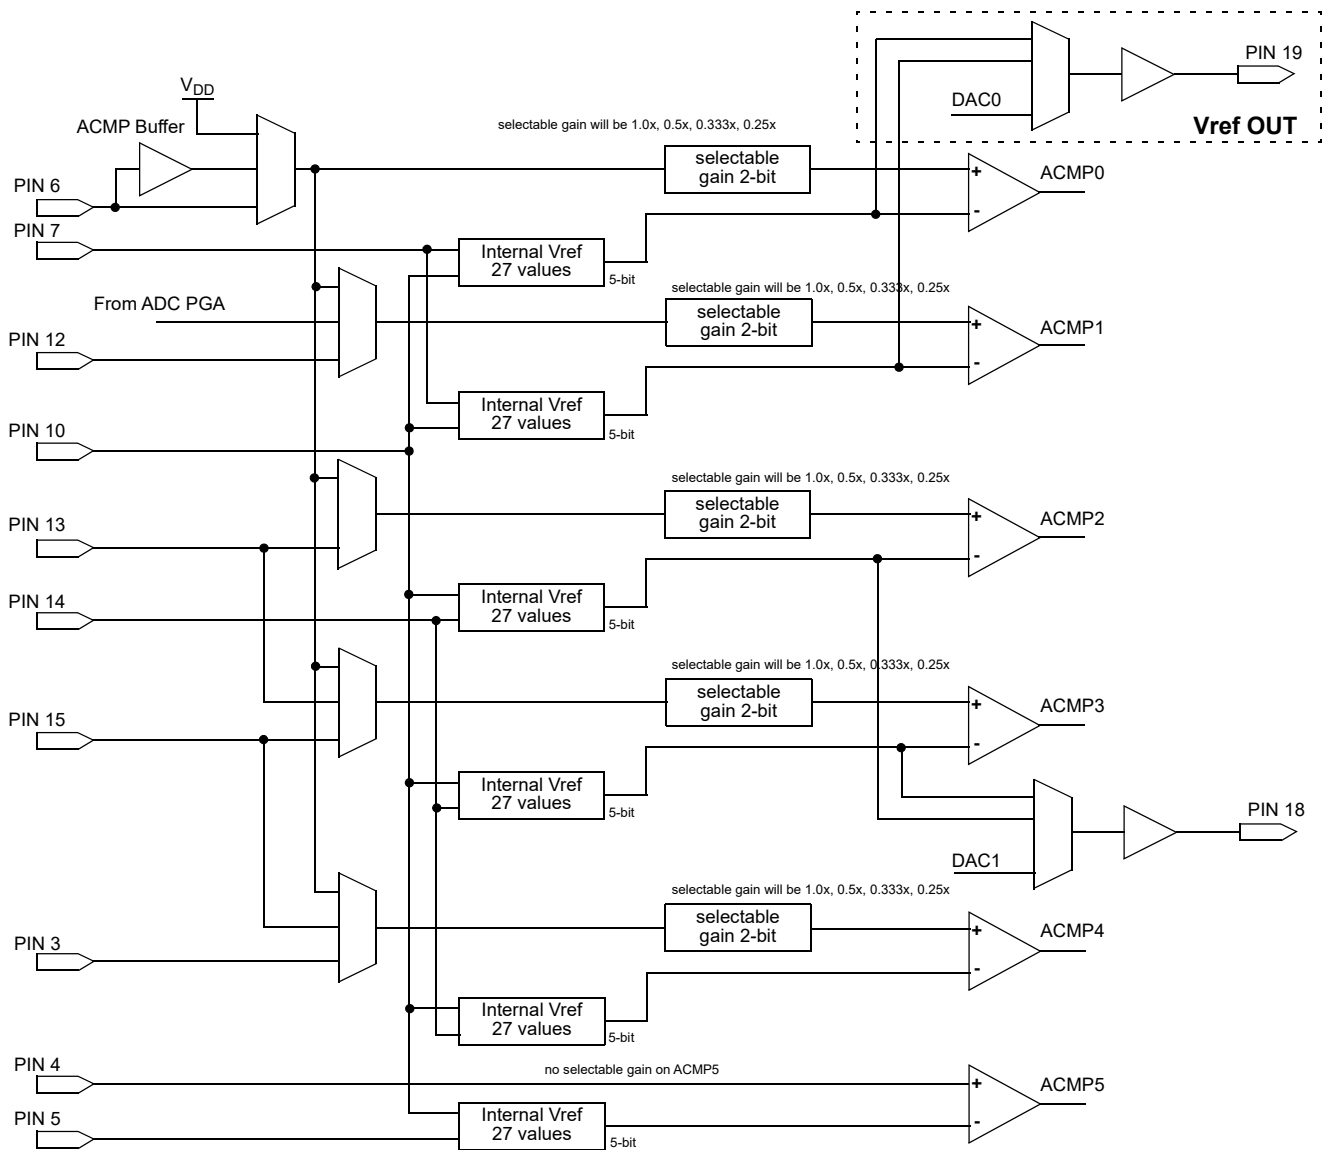 PIN 19
DAC0
Vref OUT
VDD
ACMP Buffer
selectable gain will be 1.0x, 0.5x, 0.333x, 0.25x
selectable
gain 2-bit
+
-
ACMP0
PIN 6
PIN 7
Internal Vref
27 values
5-bit
selectable gain will be 1.0x, 0.5x, 0.333x, 0.25x
From ADC PGA
selectable
gain 2-bit
+
-
ACMP1
PIN 12
Internal Vref
27 values
5-bit
PIN 10
selectable gain will be 1.0x, 0.5x, 0.333x, 0.25x
selectable
gain 2-bit
+
-
ACMP2
PIN 13
Internal Vref
27 values
5-bit
PIN 14
selectable gain will be 1.0x, 0.5x, 0.333x, 0.25x
selectable
gain 2-bit
+
-
ACMP3
PIN 15
Internal Vref
27 values
5-bit
PIN 18
DAC1
selectable gain will be 1.0x, 0.5x, 0.333x, 0.25x
selectable
gain 2-bit
+
-
ACMP4
PIN 3
Internal Vref
27 values
5-bit
PIN 4
no selectable gain on ACMP5
+
-
ACMP5
PIN 5
Internal Vref
27 values
5-bit